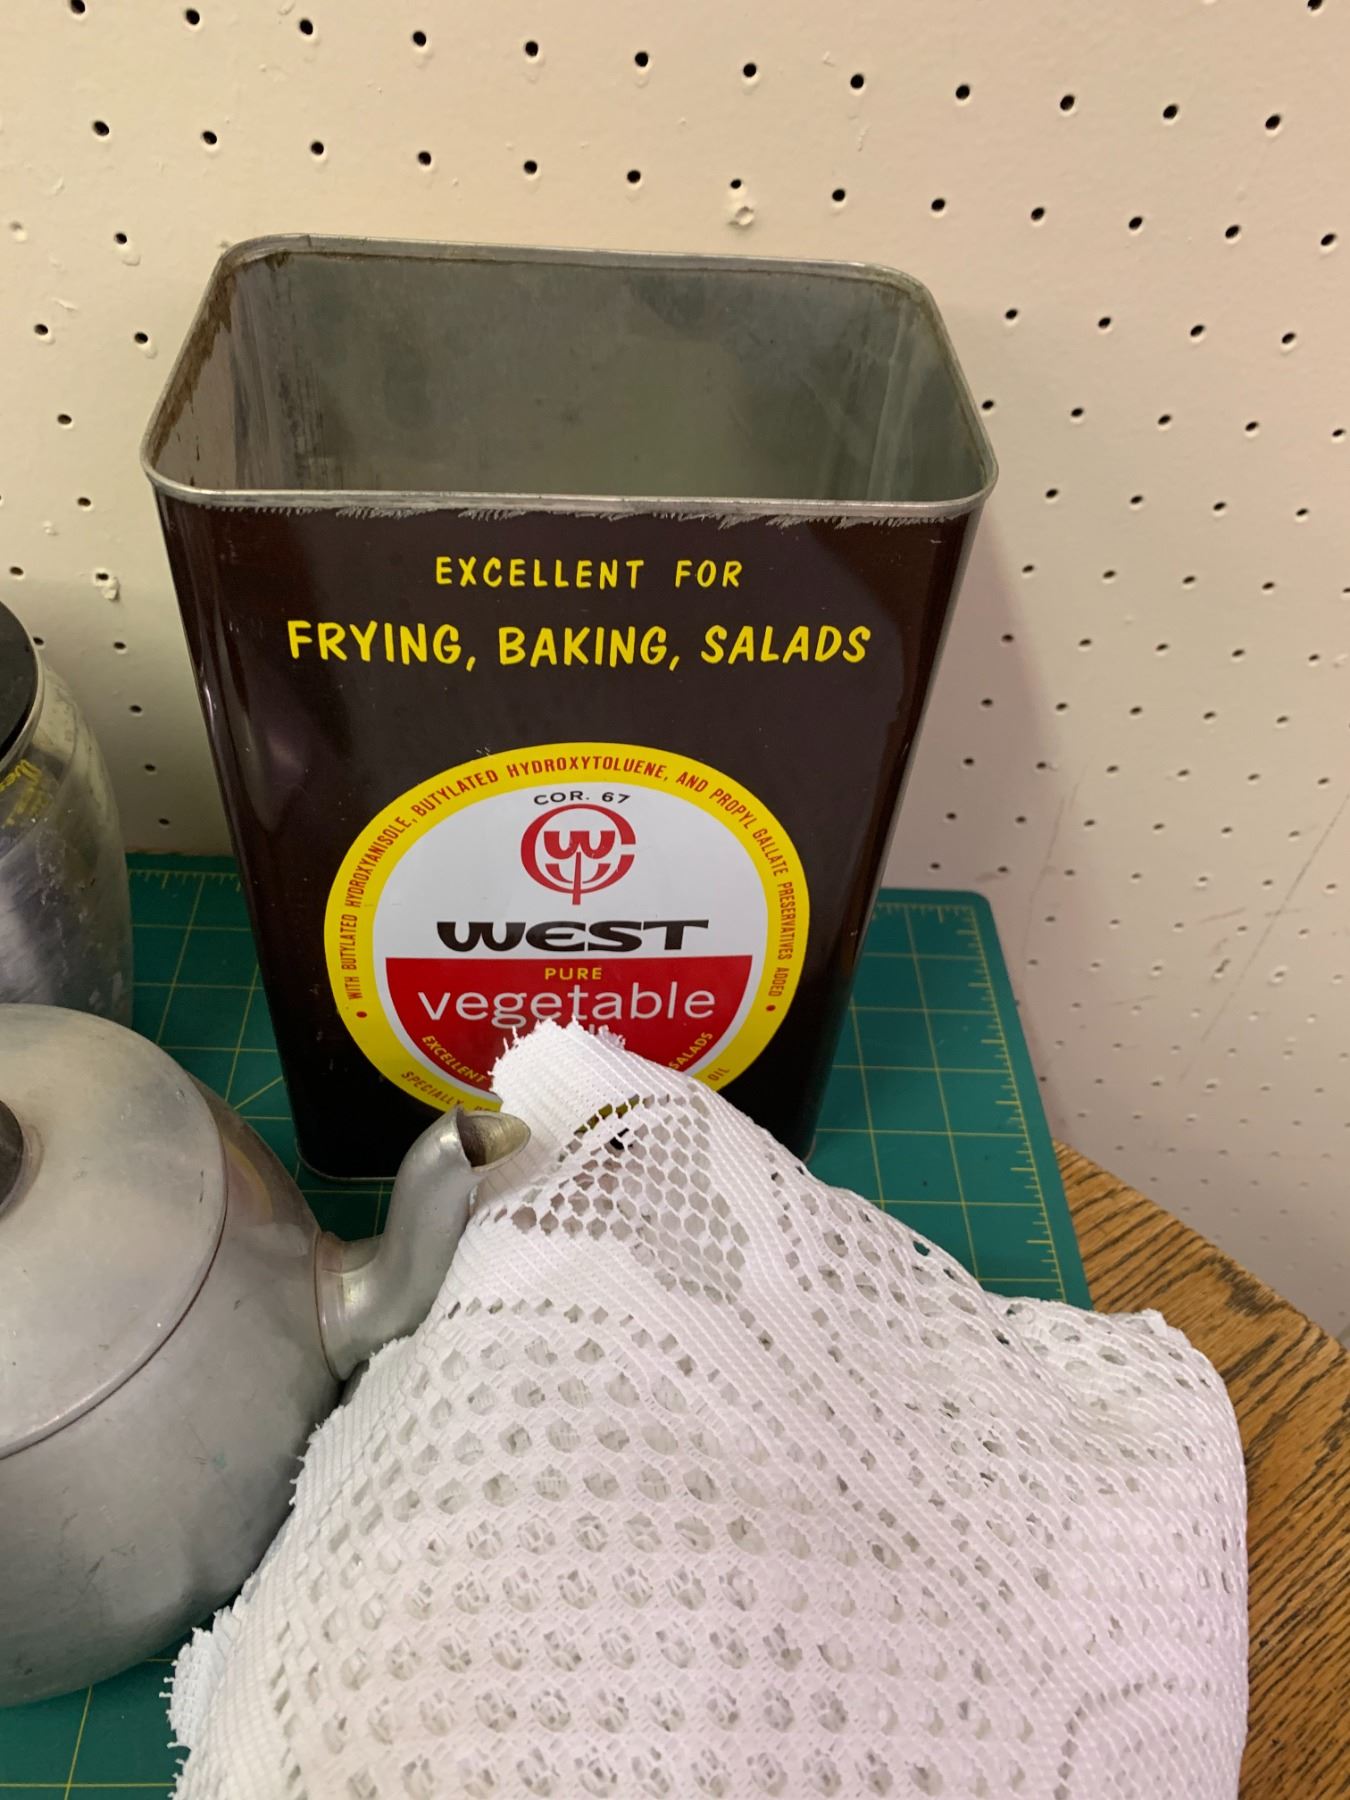 EXCELLENT FOR
FRYING, BAKING, SALADS
• WITH BUTYLATED HYDROXYANISOLE, BUTYLATED HYDROXYTOLUENE, AND PROPYL GALLATE PRESERVATIVES ADDED •
COR. 67
WEST
PURE
vegetable
EXCELLENT SALADS
SPECIALLY OIL